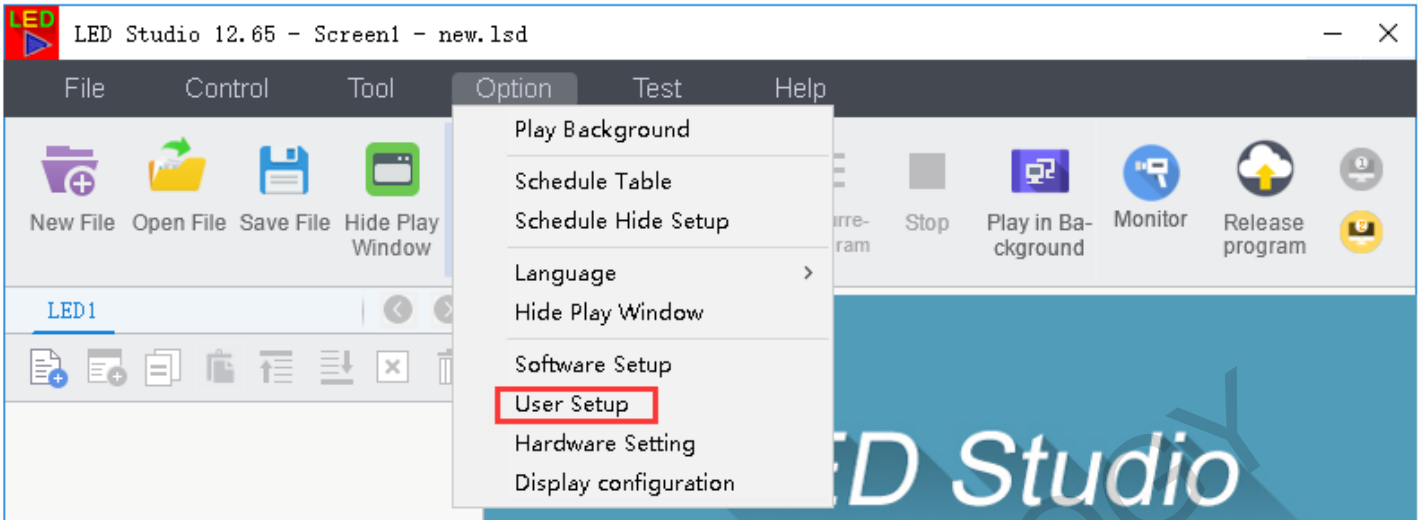 LED
LED Studio 12.65 - Screen1 - new.lsd
File Control Tool Option Test Help
Play Background
Schedule Table
Schedule Hide Setup
Language
Hide Play Window
Software Setup
User Setup
Hardware Setting
Display configuration
New File Open File Save File Hide Play
Window
Stop Play in Ba-
ckground
Monitor Release
program
1
2
LED1
D Studio